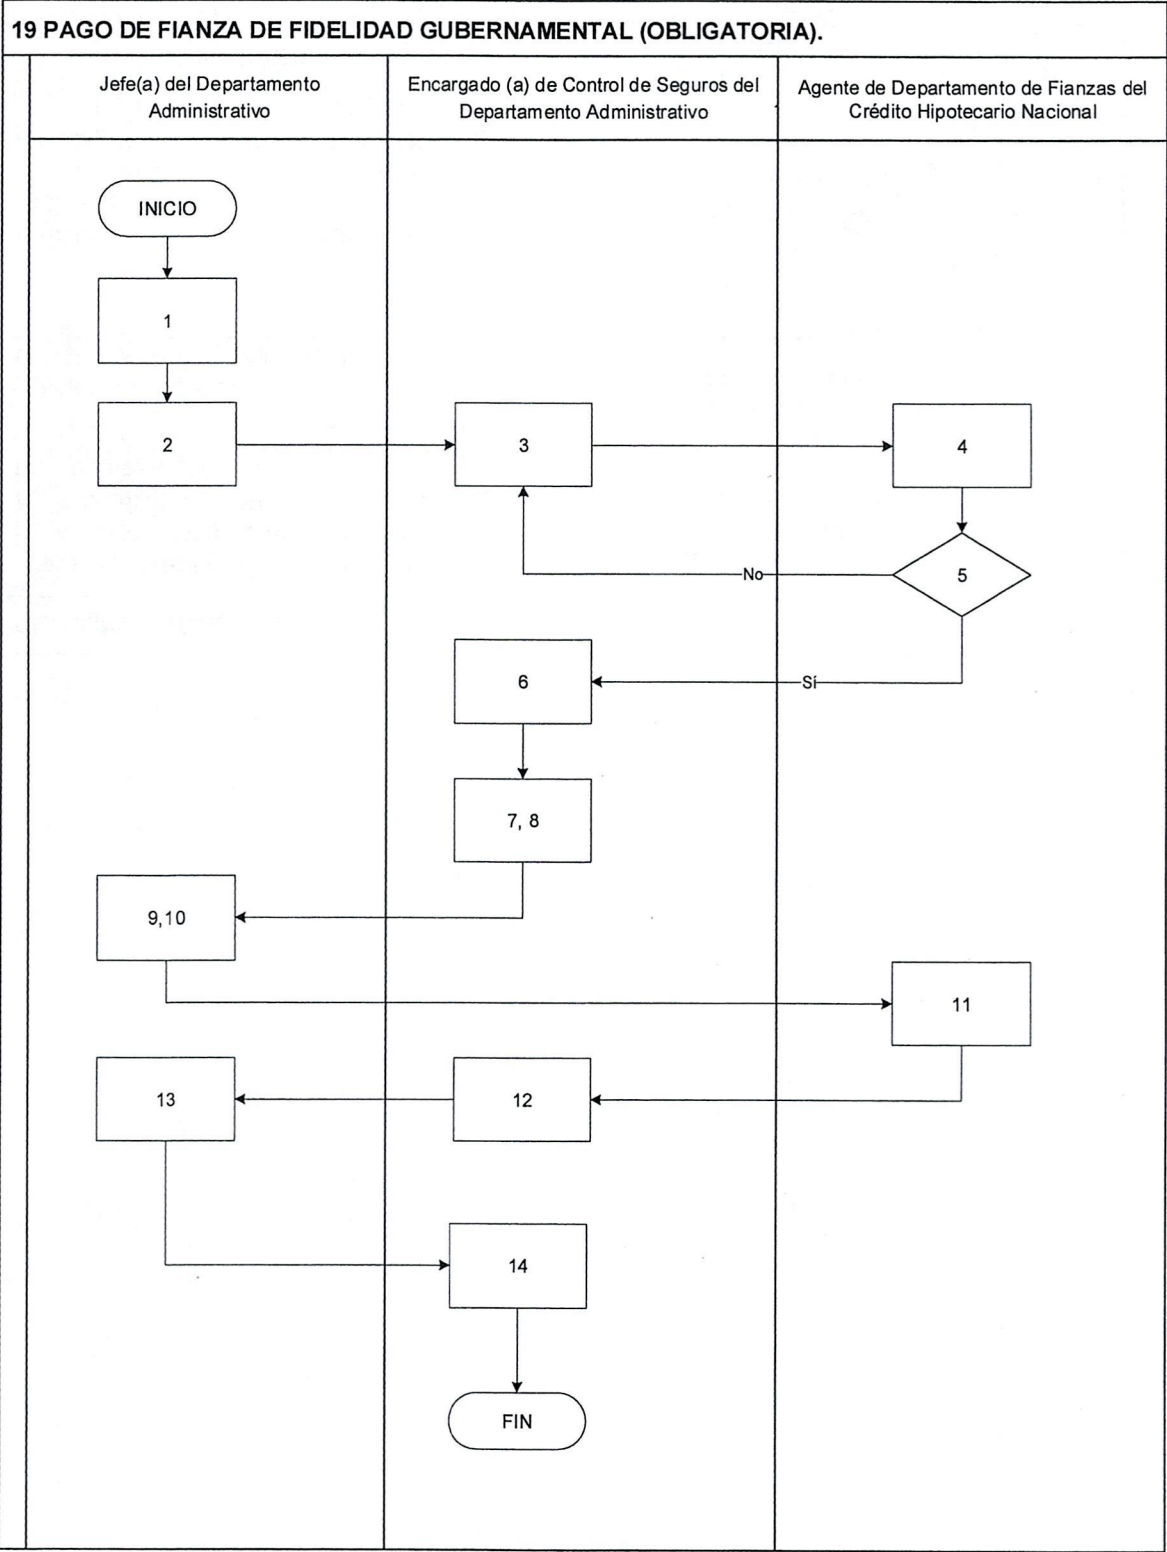 19 PAGO DE FIANZA DE FIDELIDAD GUBERNAMENTAL (OBLIGATORIA).
Jefe(a) del Departamento
Administrativo
Encargado (a) de Control de Seguros del
Departamento Administrativo
Agente de Departamento de Fianzas del
Crédito Hipotecario Nacional
INICIO
1
2
3
4
5
No
Sí
6
7, 8
9,10
11
12
13
14
FIN